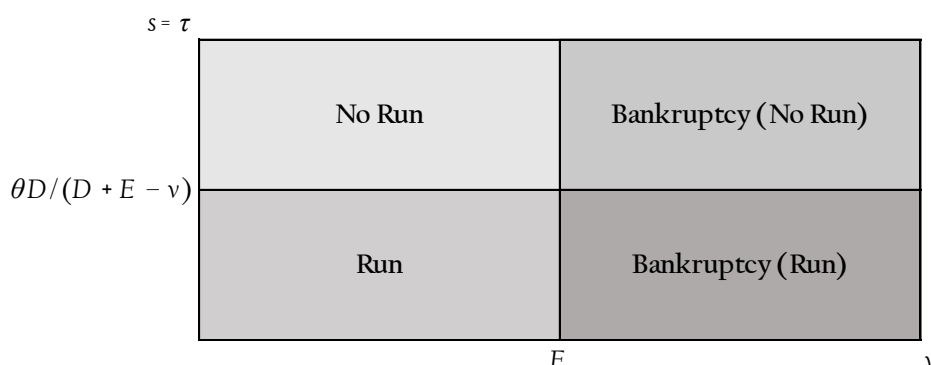 s = τ
No Run
Bankruptcy (No Run)
θD/(D + E − ν)
Run
Bankruptcy (Run)